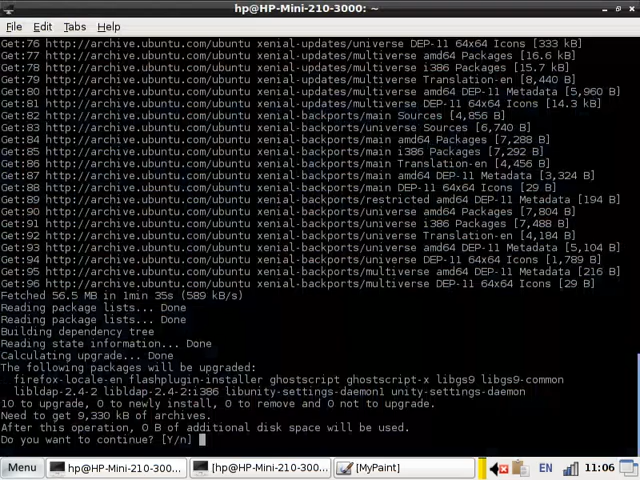 hp@HP-Mini-210-3000: ~
File Edit Tabs Help
Get:76 http://archive.ubuntu.com/ubuntu xenial-updates/universe DEP-11 64x64 Icons [333 kB]
Get:77 http://archive.ubuntu.com/ubuntu xenial-updates/multiverse amd64 Packages [16.6 kB]
Get:78 http://archive.ubuntu.com/ubuntu xenial-updates/multiverse i386 Packages [15.7 kB]
Get:79 http://archive.ubuntu.com/ubuntu xenial-updates/multiverse Translation-en [8,440 B]
Get:80 http://archive.ubuntu.com/ubuntu xenial-updates/multiverse amd64 DEP-11 Metadata [5,960 B]
Get:81 http://archive.ubuntu.com/ubuntu xenial-updates/multiverse DEP-11 64x64 Icons [14.3 kB]
Get:82 http://archive.ubuntu.com/ubuntu xenial-backports/main Sources [4,856 B]
Get:83 http://archive.ubuntu.com/ubuntu xenial-backports/universe Sources [6,740 B]
Get:84 http://archive.ubuntu.com/ubuntu xenial-backports/main amd64 Packages [7,288 B]
Get:85 http://archive.ubuntu.com/ubuntu xenial-backports/main i386 Packages [7,292 B]
Get:86 http://archive.ubuntu.com/ubuntu xenial-backports/main Translation-en [4,456 B]
Get:87 http://archive.ubuntu.com/ubuntu xenial-backports/main amd64 DEP-11 Metadata [3,324 B]
Get:88 http://archive.ubuntu.com/ubuntu xenial-backports/main DEP-11 64x64 Icons [29 B]
Get:89 http://archive.ubuntu.com/ubuntu xenial-backports/restricted amd64 DEP-11 Metadata [194 B]
Get:90 http://archive.ubuntu.com/ubuntu xenial-backports/universe amd64 Packages [7,804 B]
Get:91 http://archive.ubuntu.com/ubuntu xenial-backports/universe i386 Packages [7,488 B]
Get:92 http://archive.ubuntu.com/ubuntu xenial-backports/universe Translation-en [4,184 B]
Get:93 http://archive.ubuntu.com/ubuntu xenial-backports/universe amd64 DEP-11 Metadata [5,104 B]
Get:94 http://archive.ubuntu.com/ubuntu xenial-backports/universe DEP-11 64x64 Icons [1,789 B]
Get:95 http://archive.ubuntu.com/ubuntu xenial-backports/multiverse amd64 DEP-11 Metadata [216 B]
Get:96 http://archive.ubuntu.com/ubuntu xenial-backports/multiverse DEP-11 64x64 Icons [29 B]
Fetched 56.5 MB in 1min 35s (589 kB/s)
Reading package lists... Done
Reading package lists... Done
Building dependency tree
Reading state information... Done
Calculating upgrade... Done
The following packages will be upgraded:
firefox-locale-en flashplugin-installer ghostscript ghostscript-x libgs9 libgs9-common
libldap-2.4-2 libldap-2.4-2:i386 libunity-settings-daemon1 unity-settings-daemon
10 to upgrade, 0 to newly install, 0 to remove and 0 not to upgrade.
Need to get 9,330 kB of archives.
After this operation, 0 B of additional disk space will be used.
Do you want to continue? [Y/n]
Menu hp@HP-Mini-210-3000:... [hp@HP-Mini-210-3000:... [MyPaint] EN 11:06